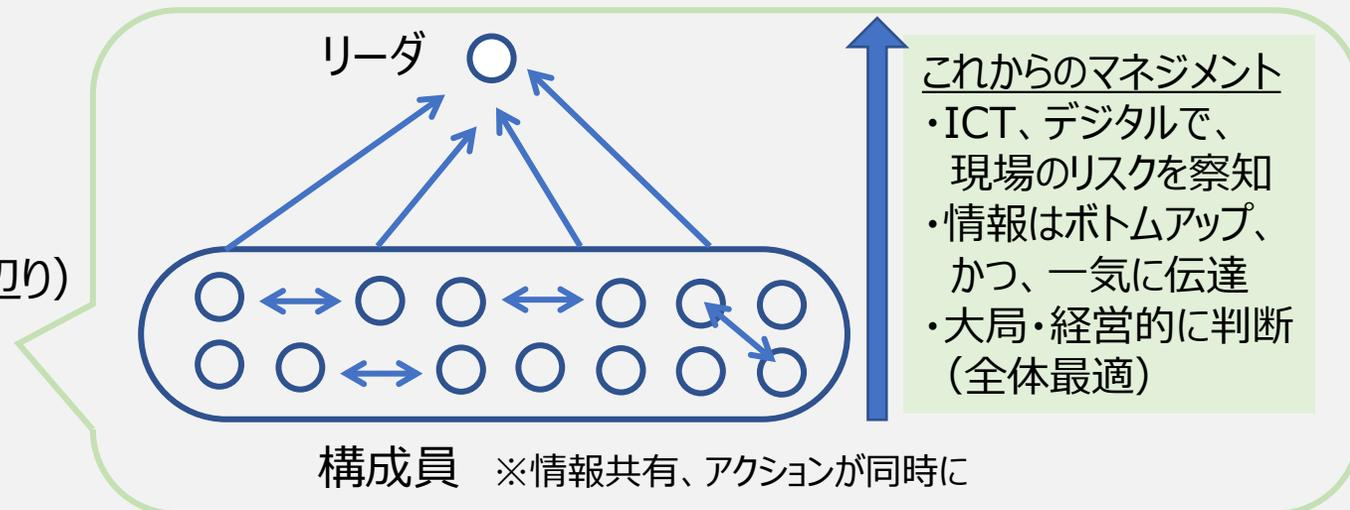 リーダ
これからのマネジメント
・ICT、デジタルで、
現場のリスクを察知
・情報はボトムアップ、
かつ、一気に伝達
・大局・経営的に判断
（全体最適）
辺り)
構成員 ※情報共有、アクションが同時に